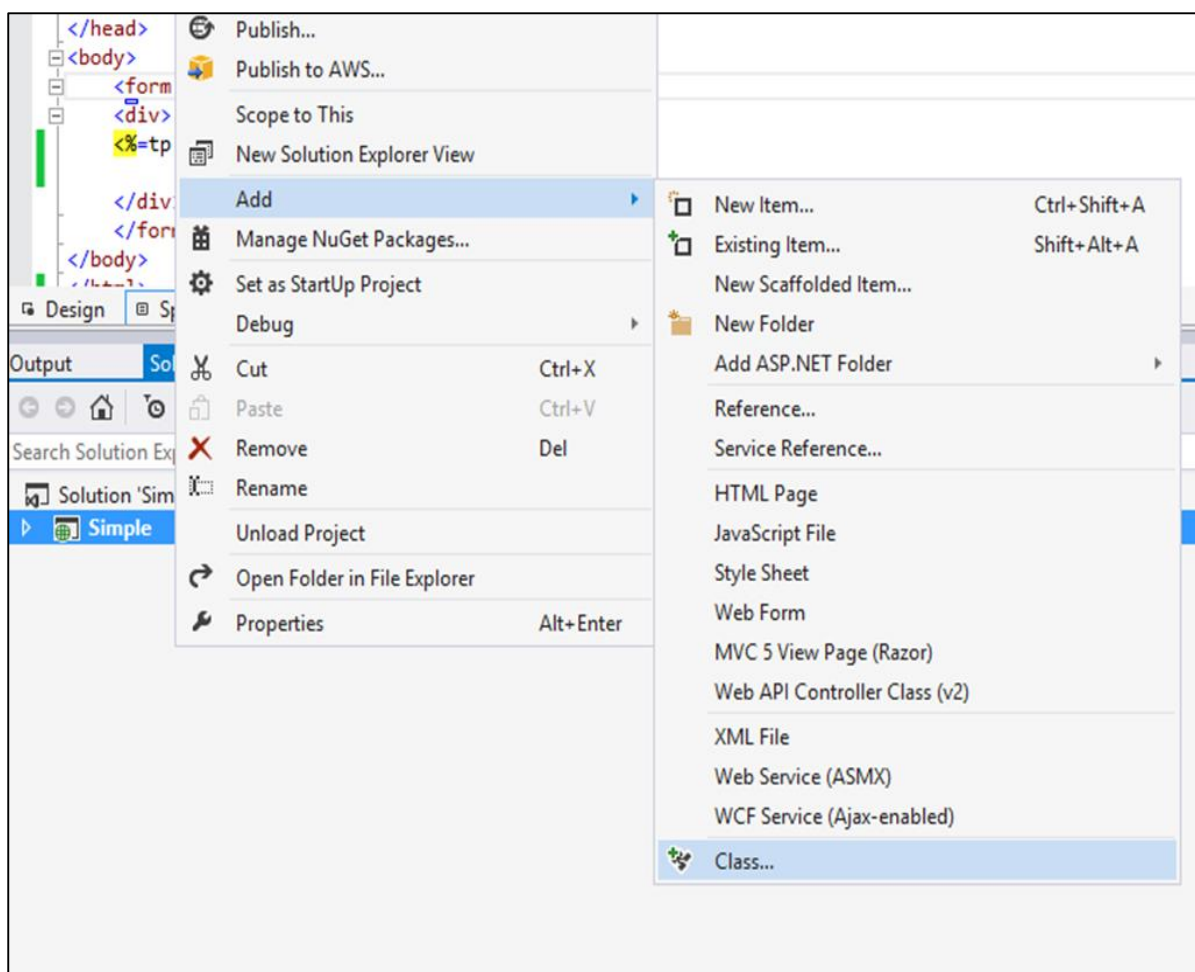 </head>
<body>
<form
<div>
<%=tp
</div
</form
</body>
Design
Output
Search Solution Exp
Solution 'Sim
Simple
Publish...
Publish to AWS...
Scope to This
New Solution Explorer View
Add
Manage NuGet Packages...
Set as StartUp Project
Debug
Cut Ctrl+X
Paste Ctrl+V
Remove Del
Rename
Unload Project
Open Folder in File Explorer
Properties Alt+Enter
New Item... Ctrl+Shift+A
Existing Item... Shift+Alt+A
New Scaffolded Item...
New Folder
Add ASP.NET Folder
Reference...
Service Reference...
HTML Page
JavaScript File
Style Sheet
Web Form
MVC 5 View Page (Razor)
Web API Controller Class (v2)
XML File
Web Service (ASMX)
WCF Service (Ajax-enabled)
Class...